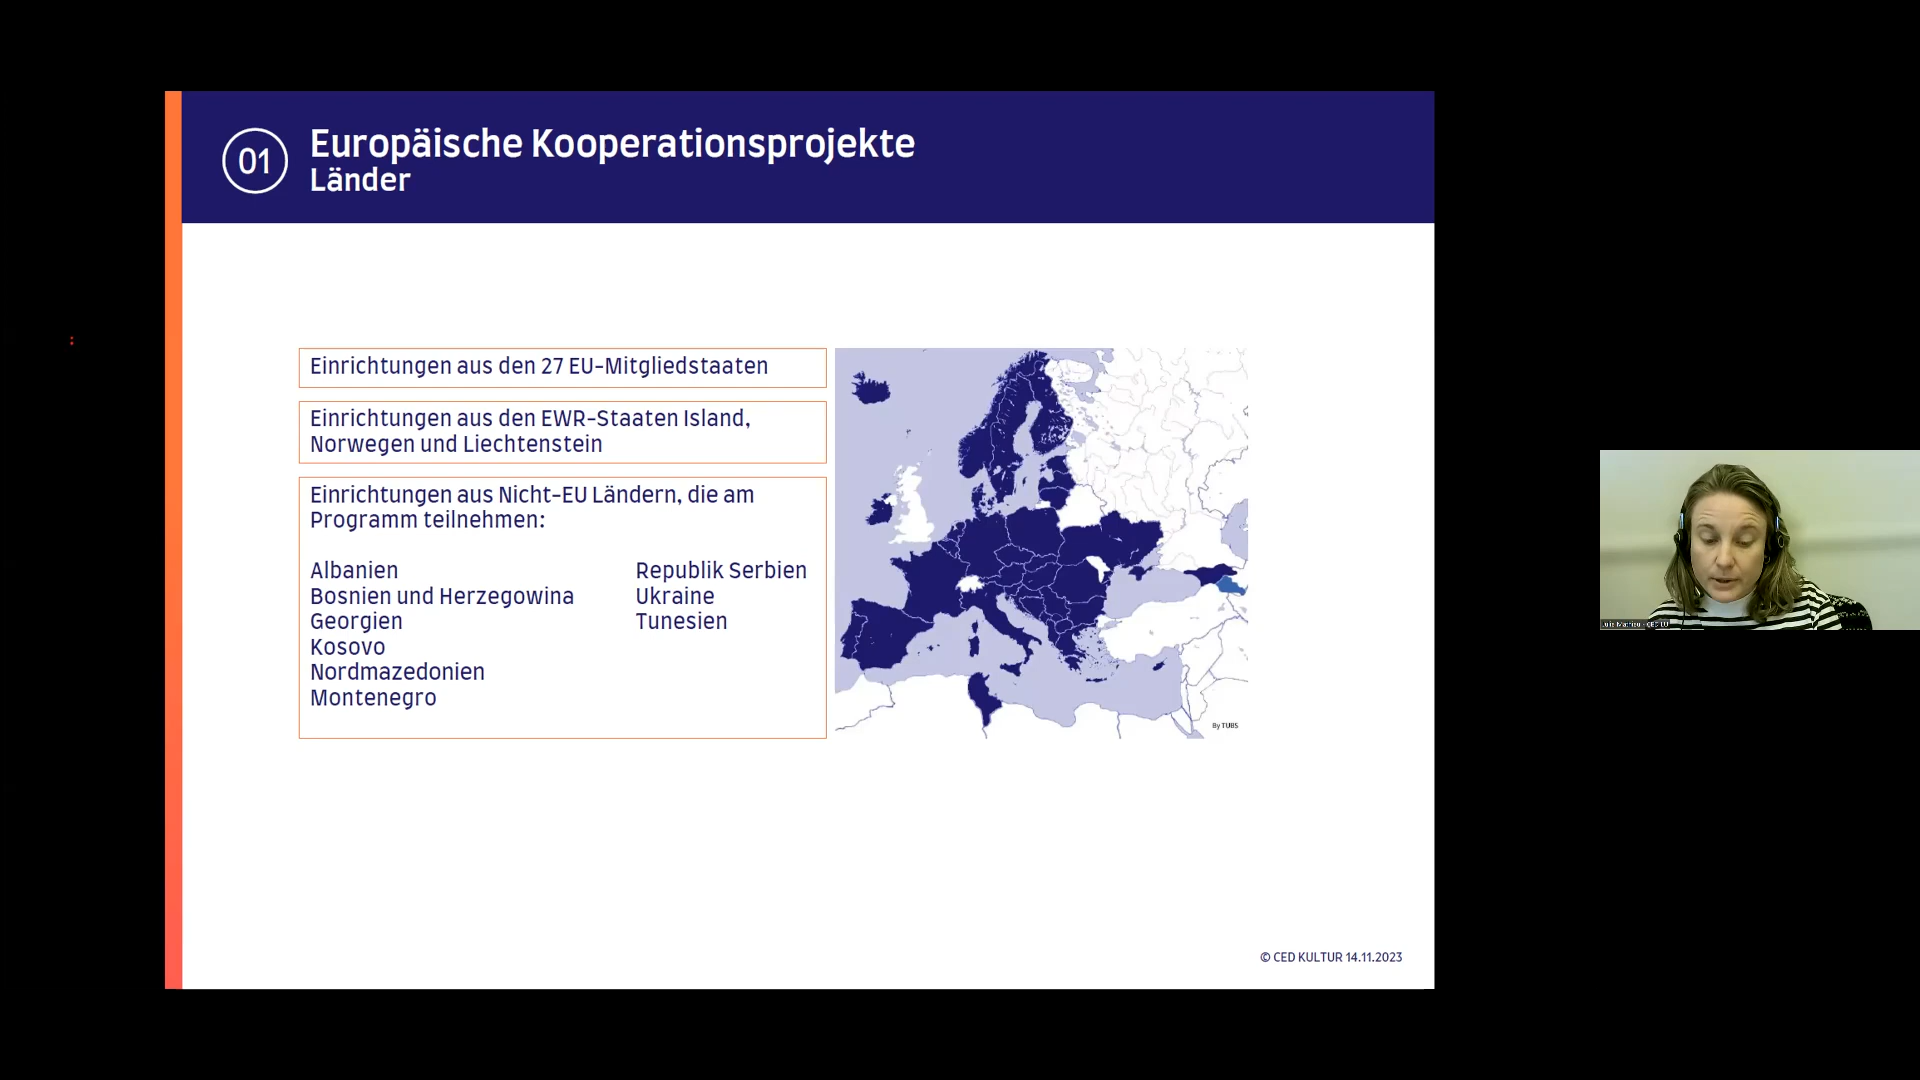 01
Europäische Kooperationsprojekte
Länder
Einrichtungen aus den 27 EU-Mitgliedstaaten
Einrichtungen aus den EWR-Staaten Island,
Norwegen und Liechtenstein
Einrichtungen aus Nicht-EU Ländern, die am
Programm teilnehmen:
Albanien
Bosnien und Herzegowina
Georgien
Kosovo
Nordmazedonien
Montenegro
Republik Serbien
Ukraine
Tunesien
By TUBS
© CED KULTUR 14.11.2023